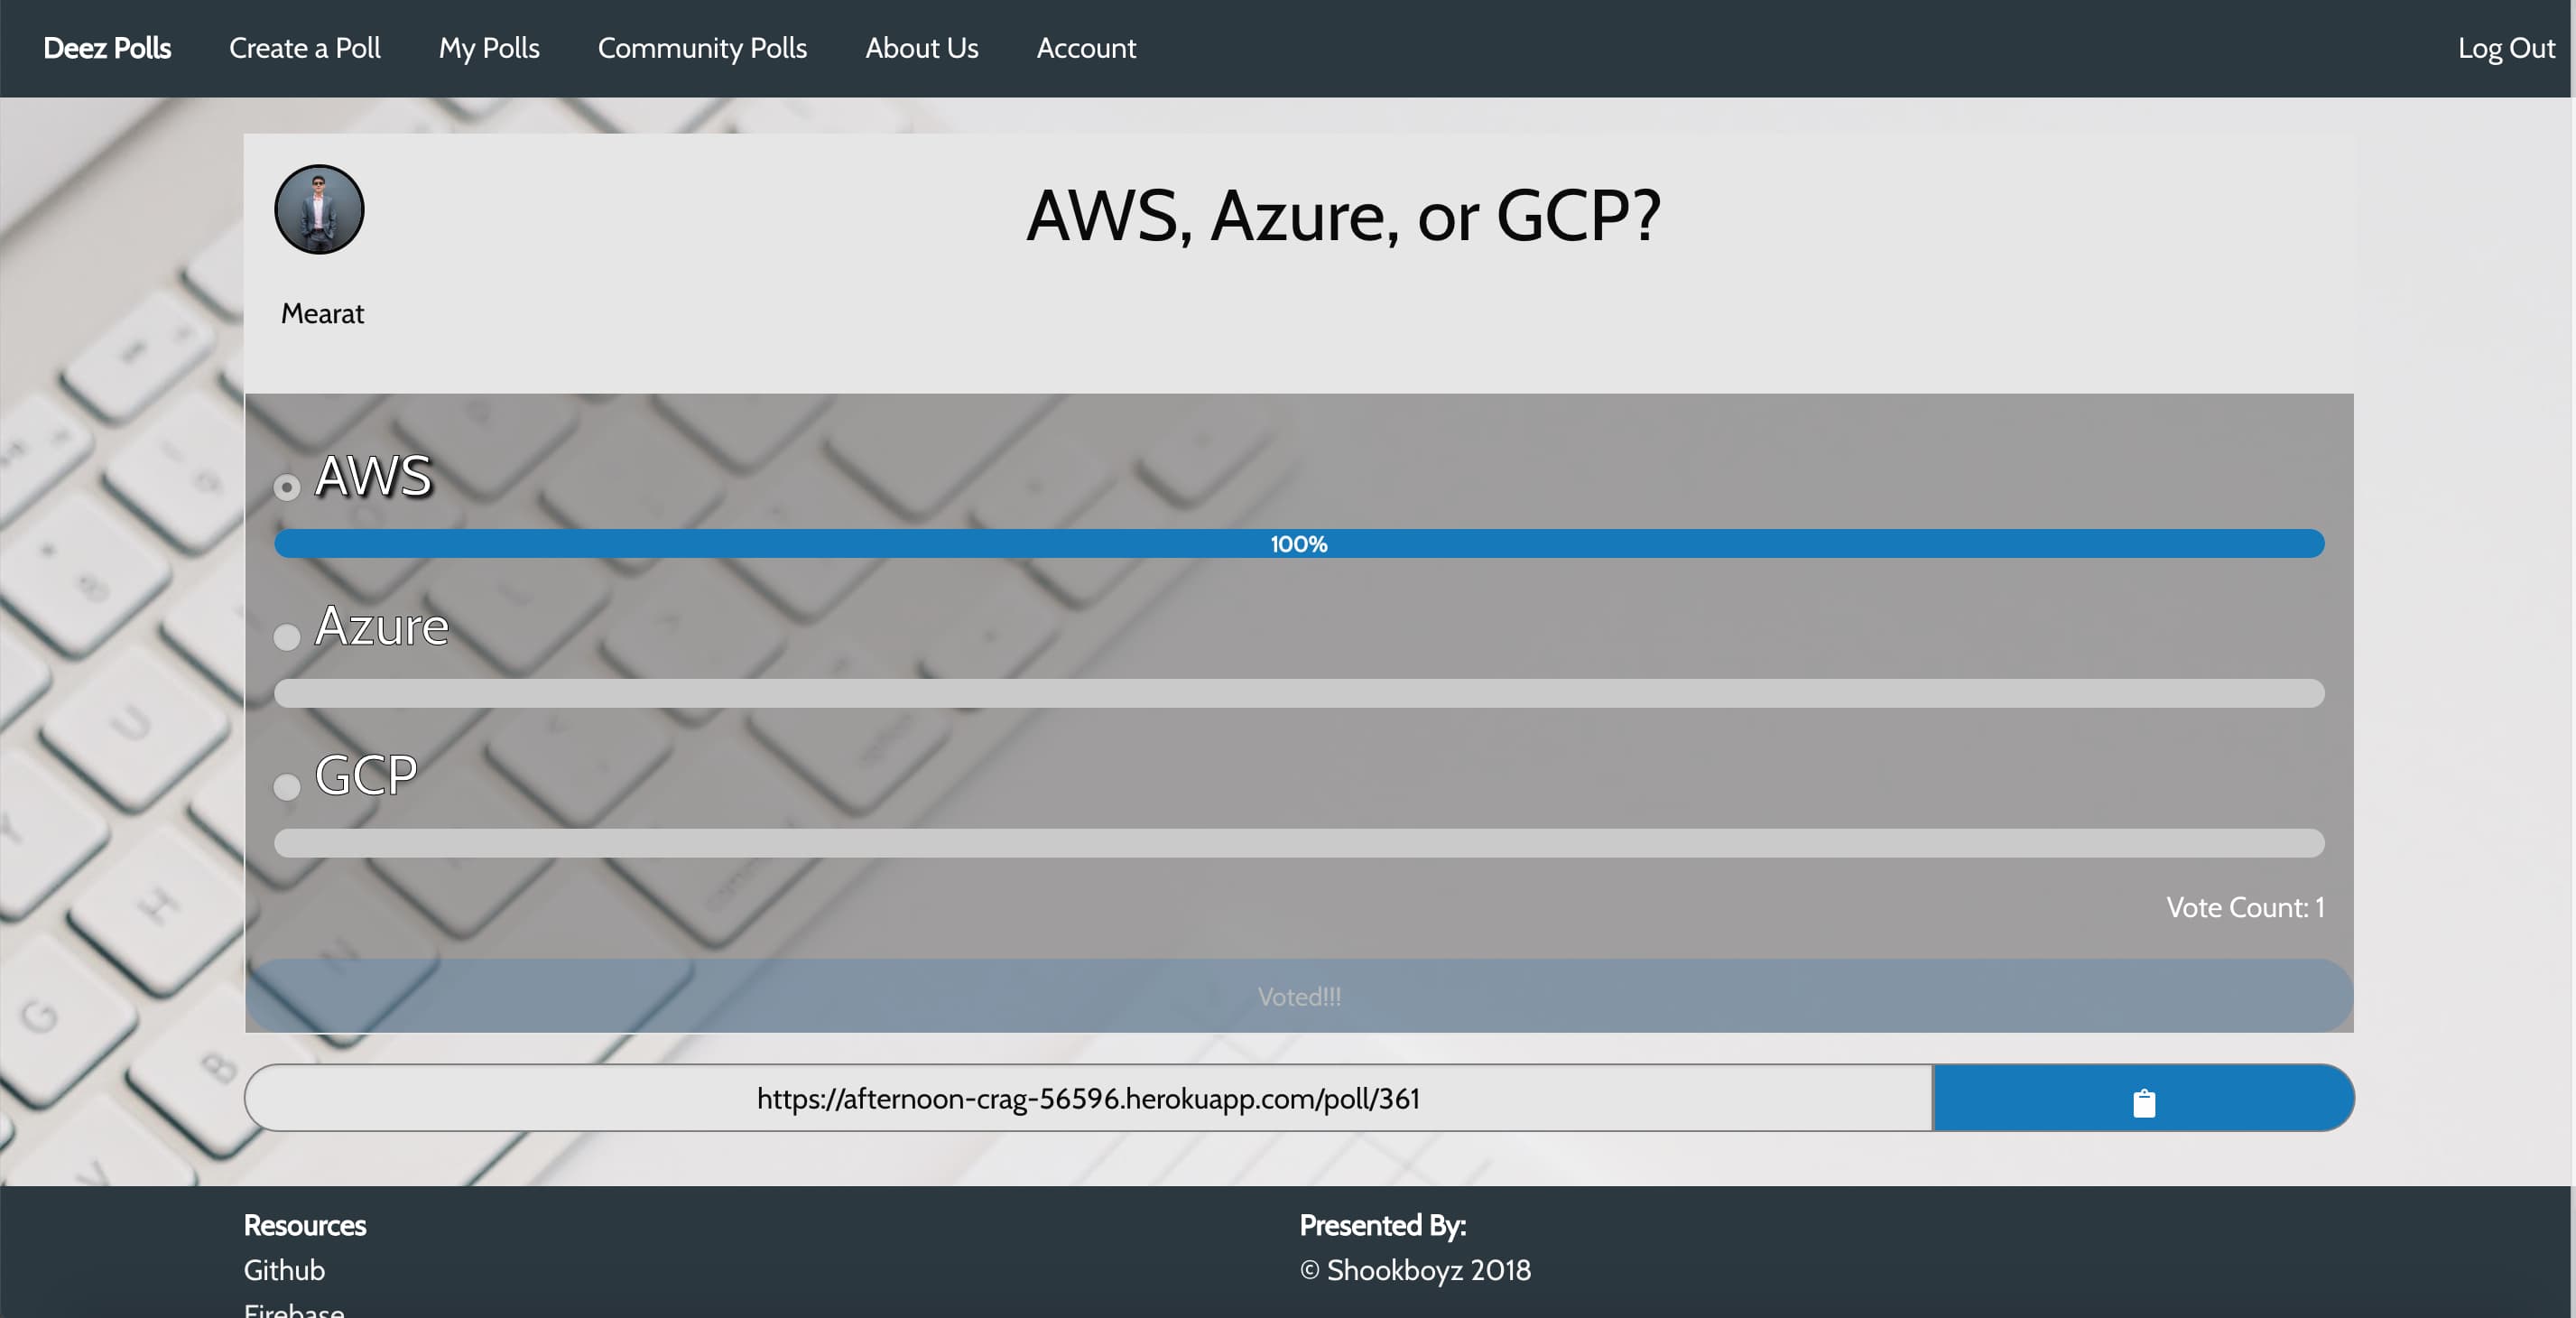 Deez Polls Create a Poll My Polls Community Polls About Us Account Log Out
AWS, Azure, or GCP?
Mearat
AWS
100%
Azure
GCP
Vote Count: 1
Voted!!!
https://afternoon-crag-56596.herokuapp.com/poll/361
Resources
Presented By:
Github
© Shookboyz 2018
Firebase